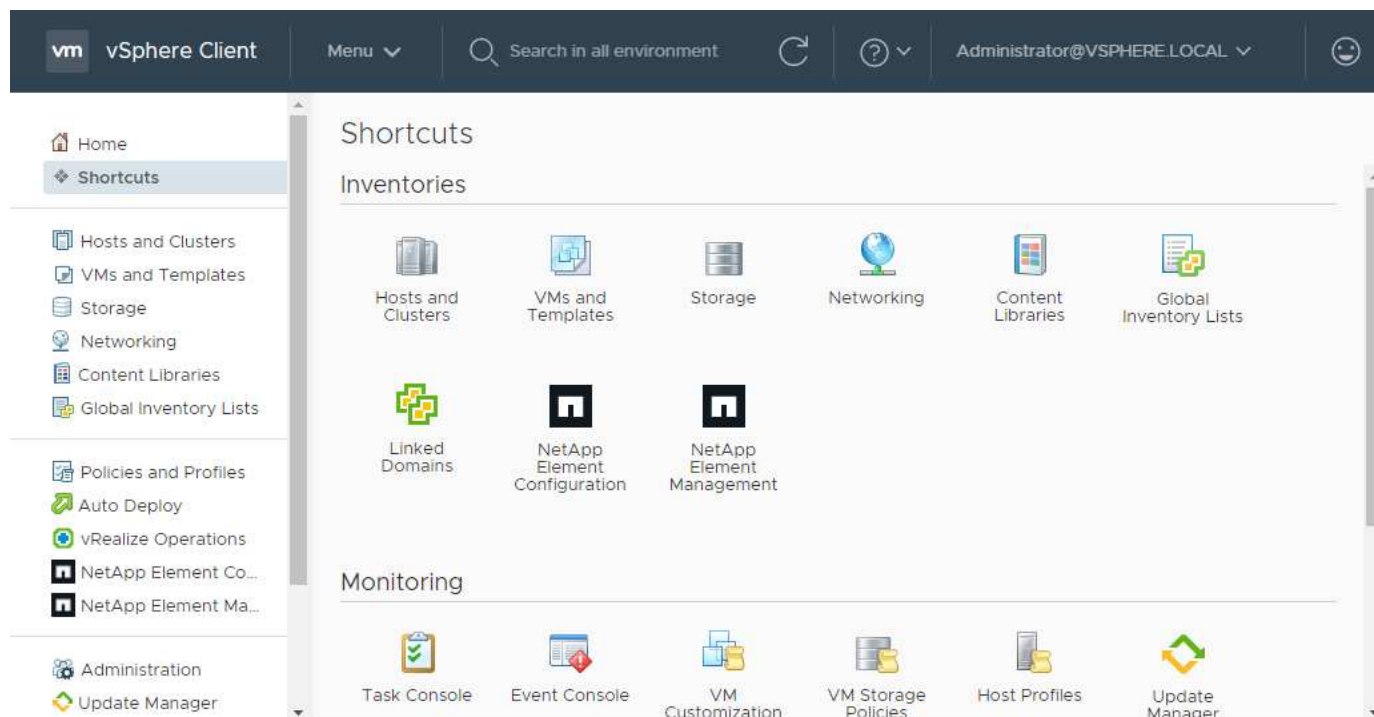 vm vSphere Client Menu Search in all environment Administrator@VSPHERE.LOCAL
Home
Shortcuts
Hosts and Clusters
VMs and Templates
Storage
Networking
Content Libraries
Global Inventory Lists
Policies and Profiles
Auto Deploy
vRealize Operations
NetApp Element Co...
NetApp Element Ma...
Administration
Update Manager
Shortcuts
Inventories
Hosts and
Clusters
VMs and
Templates
Storage
Networking
Content
Libraries
Global
Inventory Lists
Linked
Domains
NetApp
Element
Configuration
NetApp
Element
Management
Monitoring
Task Console
Event Console
VM
Customization
VM Storage
Policies
Host Profiles
Update
Manager